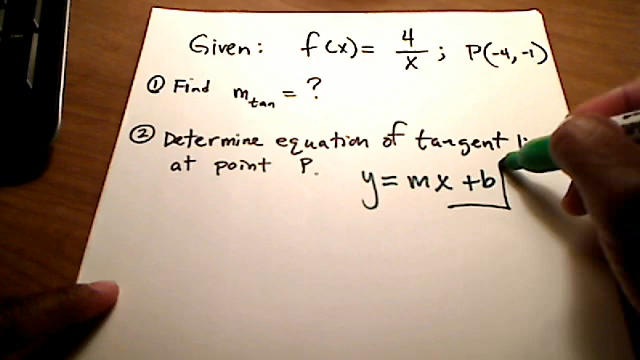 Given: f(x) = 4/x ; P(-4, -1)
① Find m_tan = ?
② Determine equation of tangent
at point P.
y = mx + b